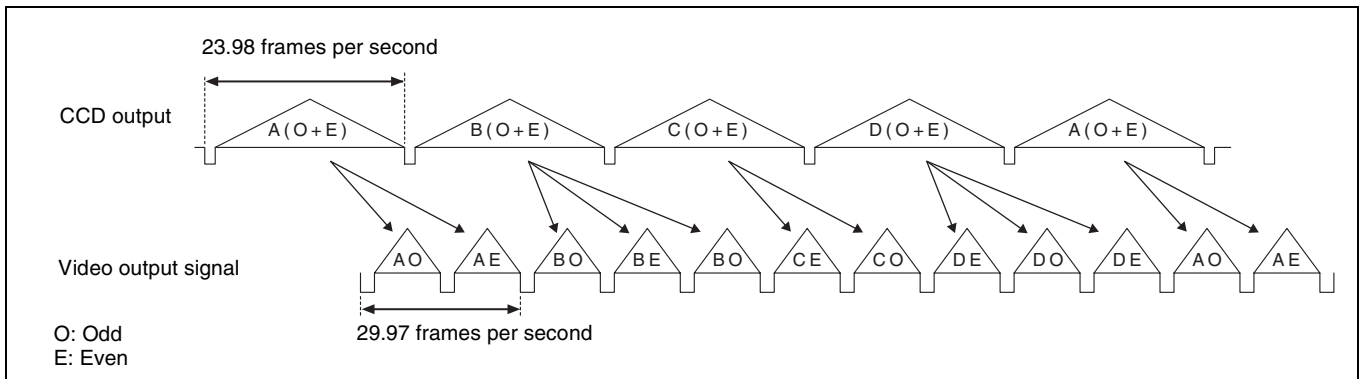 23.98 frames per second
CCD output
A(O+E) B(O+E) C(O+E) D(O+E) A(O+E)
Video output signal
AO AE BO BE BO CE CO DE DO DE AO AE
29.97 frames per second
O: Odd
E: Even